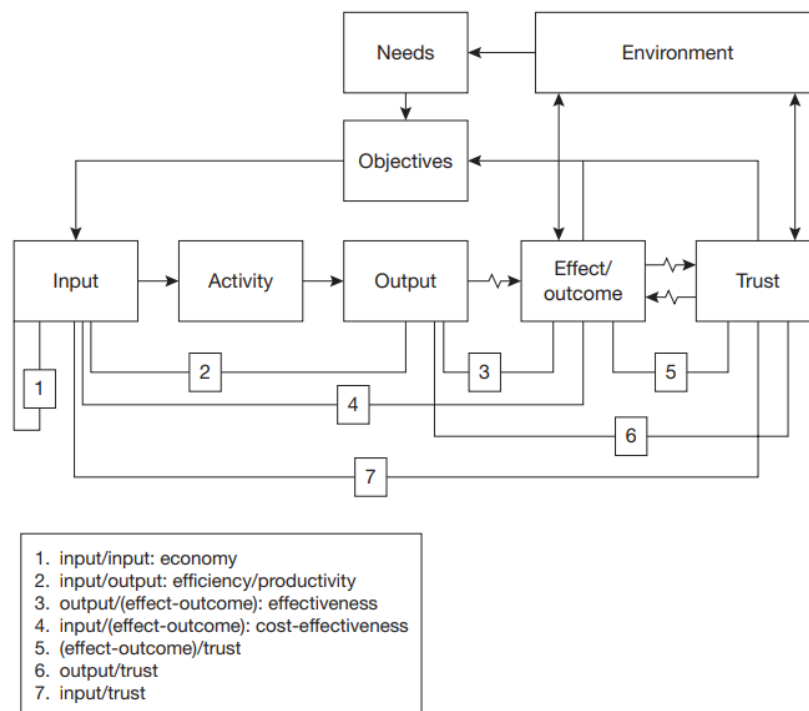 Needs
Environment
Objectives
Input
Activity
Output
Effect/
outcome
Trust
1
2
3
4
5
6
7
1. input/input: economy
2. input/output: efficiency/productivity
3. output/(effect-outcome): effectiveness
4. input/(effect-outcome): cost-effectiveness
5. (effect-outcome)/trust
6. output/trust
7. input/trust